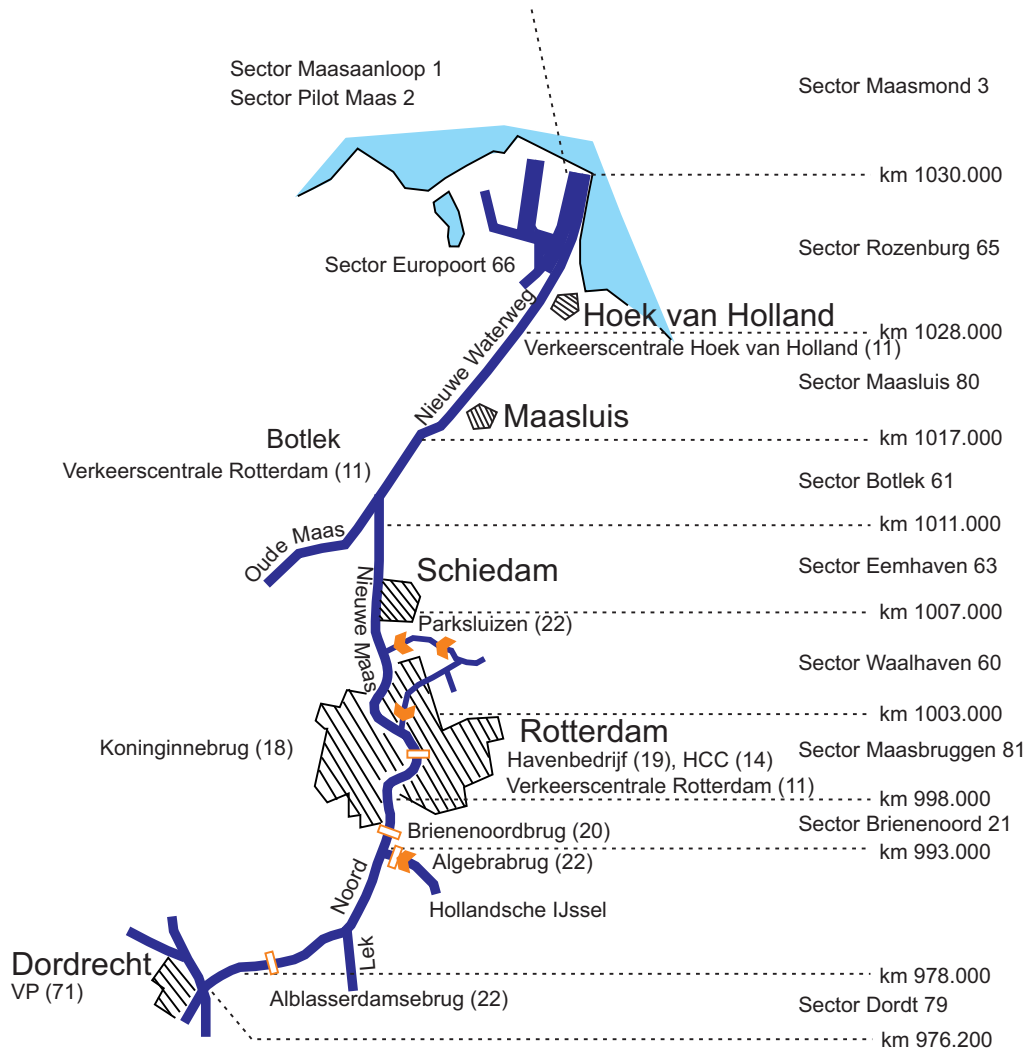 Sector Maasaanloop 1
Sector Pilot Maas 2
Sector Maasmond 3
km 1030.000
Sector Rozenburg 65
Sector Europoort 66
Hoek van Holland
km 1028.000
Verkeerscentrale Hoek van Holland (11)
Nieuwe Waterweg
Sector Maasluis 80
Maasluis
Botlek
km 1017.000
Verkeerscentrale Rotterdam (11)
Sector Botlek 61
km 1011.000
Oude Maas
Schiedam
Sector Eemhaven 63
Nieuwe Maas
km 1007.000
Parksluizen (22)
Sector Waalhaven 60
km 1003.000
Rotterdam
Koninginnebrug (18)
Sector Maasbruggen 81
Havenbedrijf (19), HCC (14)
Verkeerscentrale Rotterdam (11)
km 998.000
Sector Brienenoord 21
Brienenoordbrug (20)
km 993.000
Algebrabrug (22)
Noord
Hollandsche IJssel
Lek
Dordrecht
VP (71)
km 978.000
Alblasserdamsebrug (22)
Sector Dordt 79
km 976.200